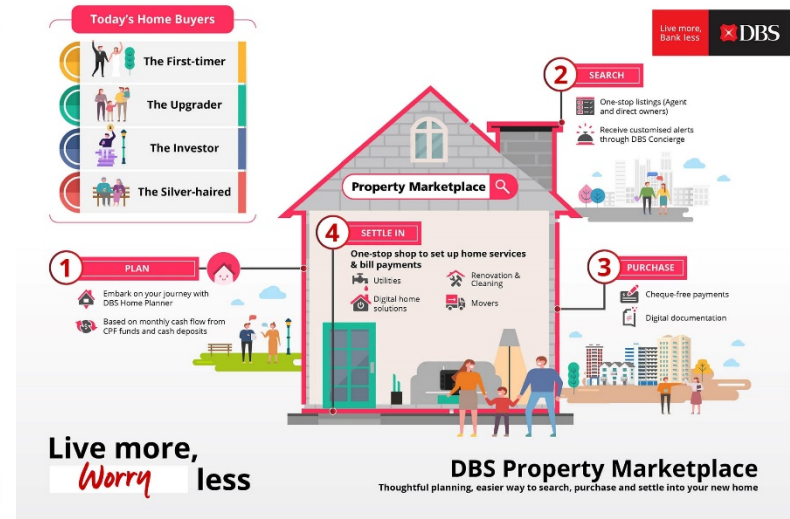 Today's Home Buyers
The First-timer
The Upgrader
The Investor
The Silver-haired
Live more,
Bank less
DBS
2
SEARCH
One-stop listings (Agent
and direct owners)
Receive customised alerts
through DBS Concierge
Property Marketplace
1
PLAN
Embark on your journey with
DBS Home Planner
Based on monthly cash flow from
CPF funds and cash deposits
4
SETTLE IN
One-stop shop to set up home services
& bill payments
Utilities
Renovation &
Cleaning
Digital home
solutions
Movers
3
PURCHASE
Cheque-free payments
Digital documentation
Live more,
Worry less
DBS Property Marketplace
Thoughtful planning, easier way to search, purchase and settle into your new home